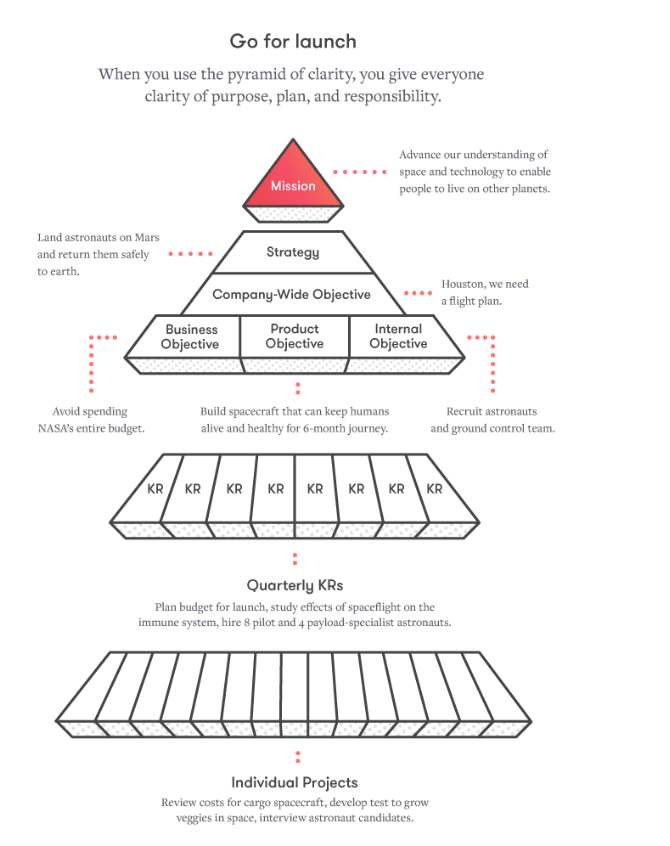 Go for launch
When you use the pyramid of clarity, you give everyone
clarity of purpose, plan, and responsibility.
Mission
Advance our understanding of
space and technology to enable
people to live on other planets.
Land astronauts on Mars
and return them safely
to earth.
Strategy
Company-Wide Objective
Houston, we need
a flight plan.
Business
Objective
Product
Objective
Internal
Objective
Avoid spending
NASA's entire budget.
Build spacecraft that can keep humans
alive and healthy for 6-month journey.
Recruit astronauts
and ground control team.
KR KR KR KR KR KR KR KR
Quarterly KRs
Plan budget for launch, study effects of spaceflight on the
immune system, hire 8 pilot and 4 payload-specialist astronauts.
Individual Projects
Review costs for cargo spacecraft, develop test to grow
veggies in space, interview astronaut candidates.